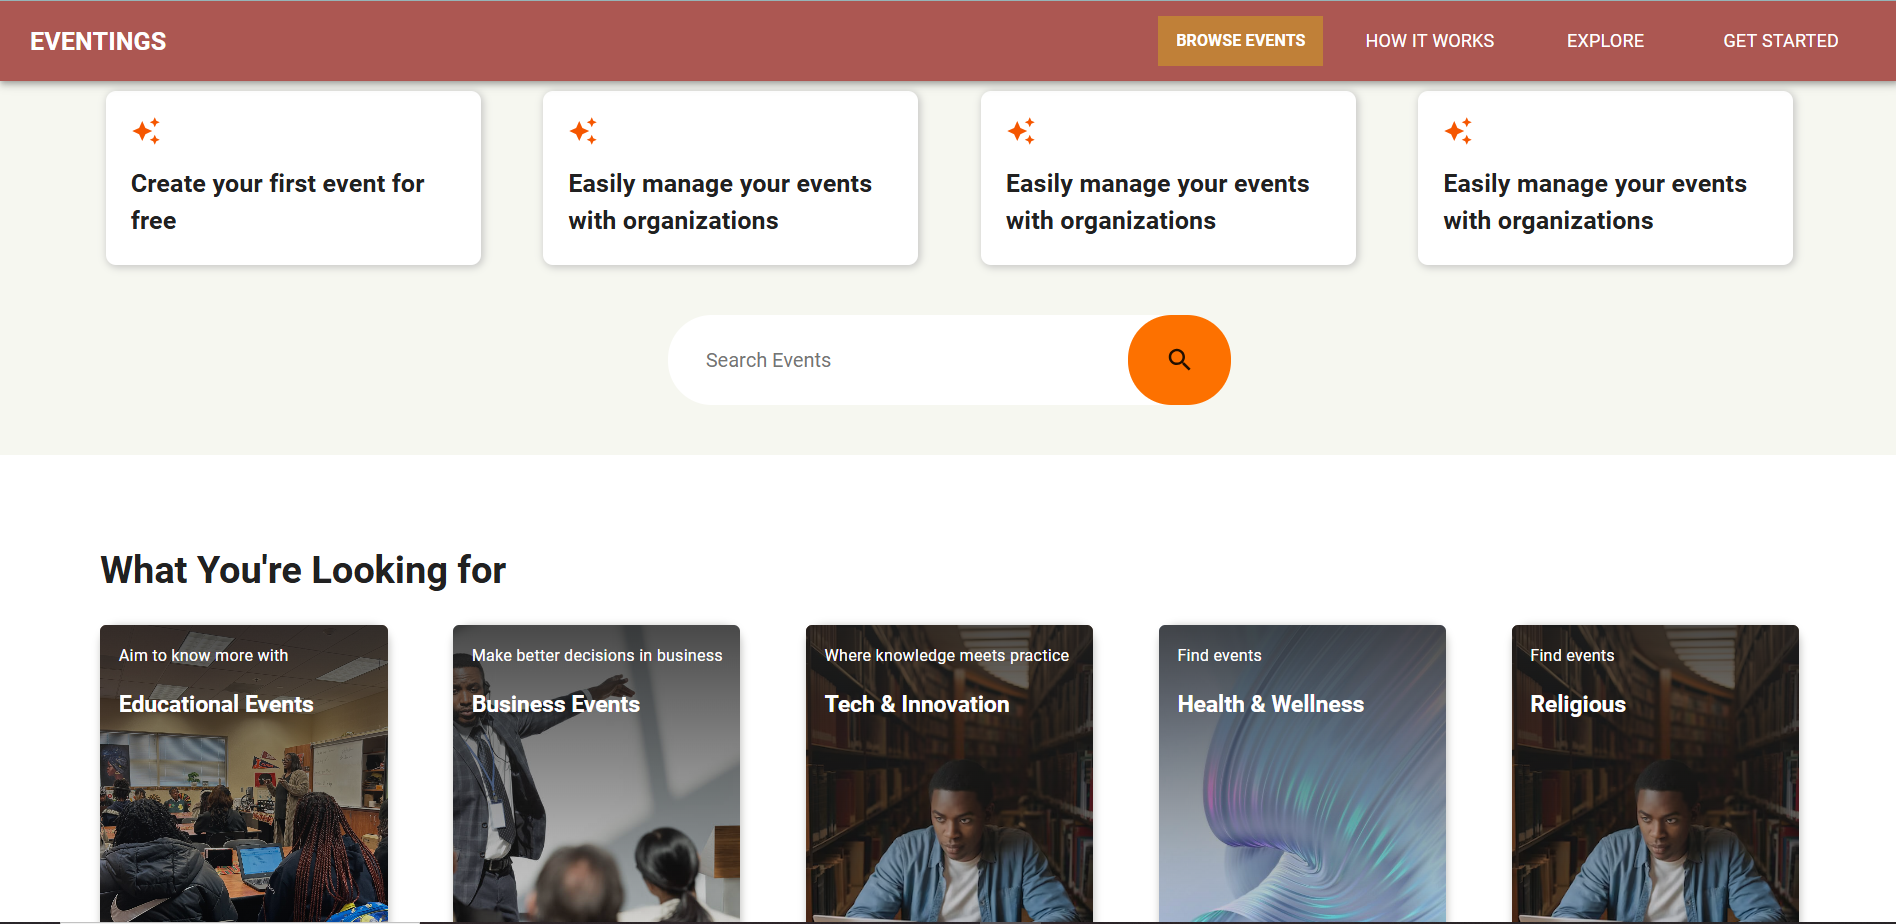 EVENTINGS
BROWSE EVENTS
HOW IT WORKS
EXPLORE
GET STARTED
Create your first event for
free
Easily manage your events
with organizations
Easily manage your events
with organizations
Easily manage your events
with organizations
Search Events
What You're Looking for
Aim to know more with
Educational Events
Make better decisions in business
Business Events
Where knowledge meets practice
Tech & Innovation
Find events
Health & Wellness
Find events
Religious